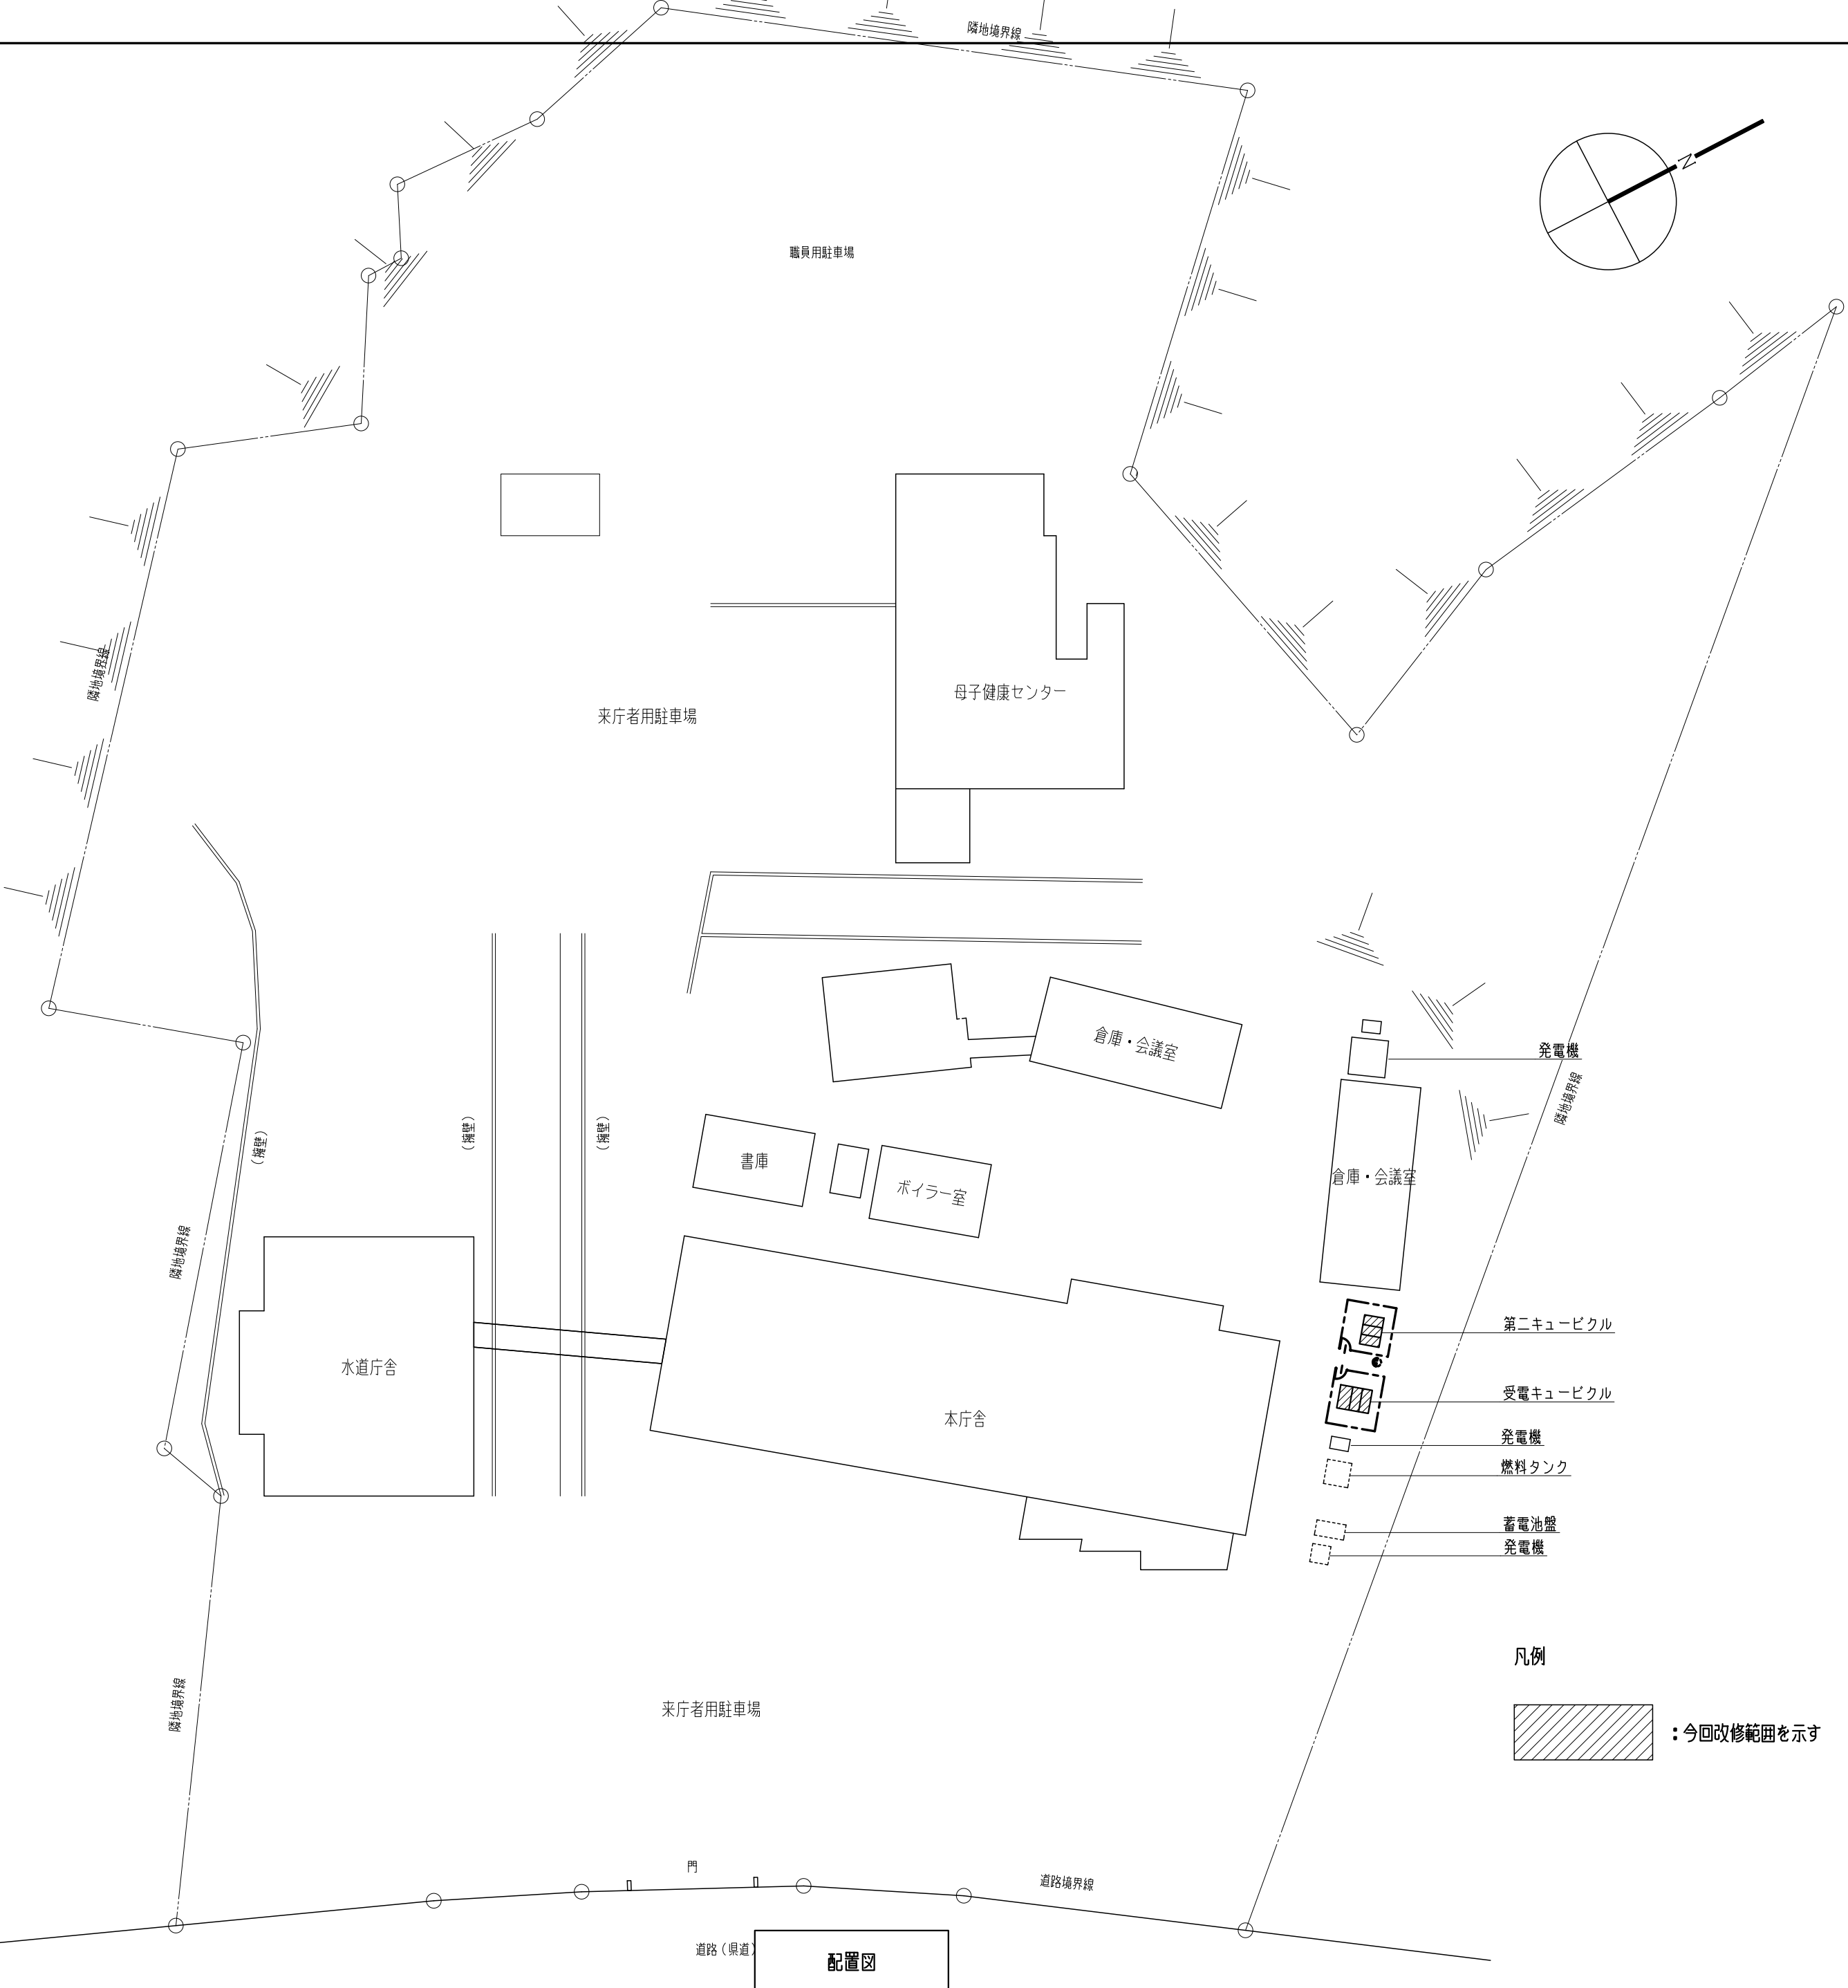 隣地境界線
N
職員用駐車場
隣地境界線
母子健康センター
来庁者用駐車場
倉庫・会議室
発電機
隣地境界線
(擁壁)
(擁壁)
(擁壁)
書庫
ボイラー室
倉庫・会議室
隣地境界線
第二キュービクル
水道庁舎
受電キュービクル
本庁舎
発電機
燃料タンク
蓄電池盤
発電機
凡例
隣地境界線
来庁者用駐車場
:今回改修範囲を示す
門
道路境界線
道路(県道)
配置図